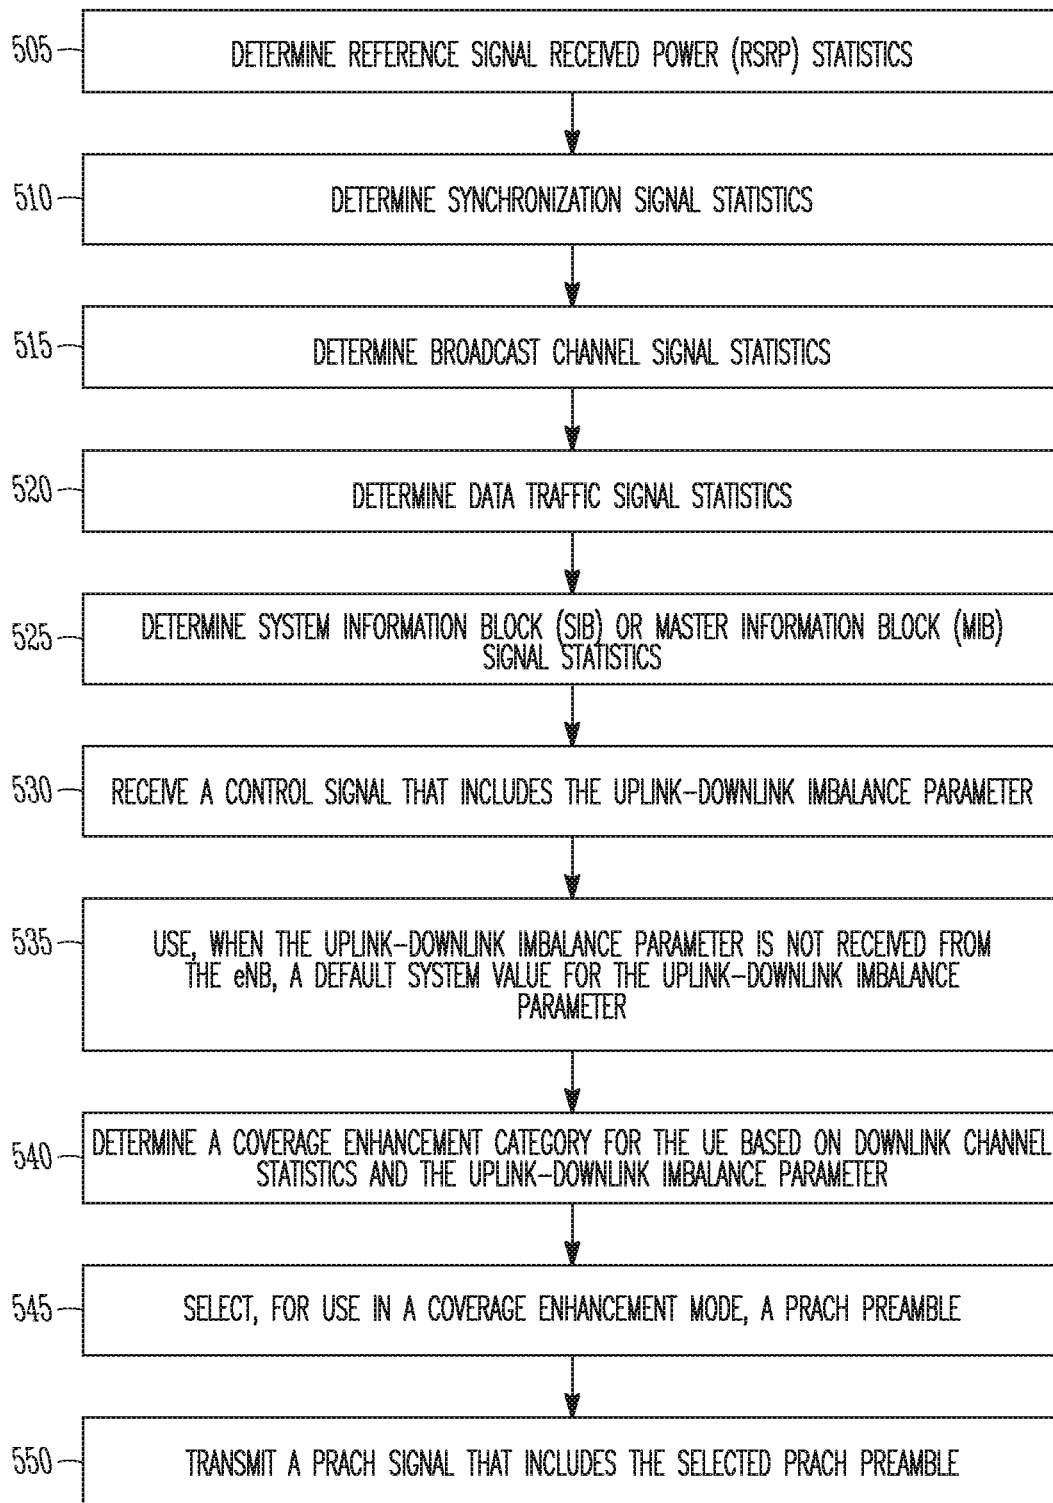 505
DETERMINE REFERENCE SIGNAL RECEIVED POWER (RSRP) STATISTICS
510
DETERMINE SYNCHRONIZATION SIGNAL STATISTICS
515
DETERMINE BROADCAST CHANNEL SIGNAL STATISTICS
520
DETERMINE DATA TRAFFIC SIGNAL STATISTICS
525
DETERMINE SYSTEM INFORMATION BLOCK (SIB) OR MASTER INFORMATION BLOCK (MIB)
SIGNAL STATISTICS
530
RECEIVE A CONTROL SIGNAL THAT INCLUDES THE UPLINK-DOWNLINK IMBALANCE PARAMETER
535
USE, WHEN THE UPLINK-DOWNLINK IMBALANCE PARAMETER IS NOT RECEIVED FROM
THE eNB, A DEFAULT SYSTEM VALUE FOR THE UPLINK-DOWNLINK IMBALANCE
PARAMETER
540
DETERMINE A COVERAGE ENHANCEMENT CATEGORY FOR THE UE BASED ON DOWNLINK CHANNEL
STATISTICS AND THE UPLINK-DOWNLINK IMBALANCE PARAMETER
545
SELECT, FOR USE IN A COVERAGE ENHANCEMENT MODE, A PRACH PREAMBLE
550
TRANSMIT A PRACH SIGNAL THAT INCLUDES THE SELECTED PRACH PREAMBLE